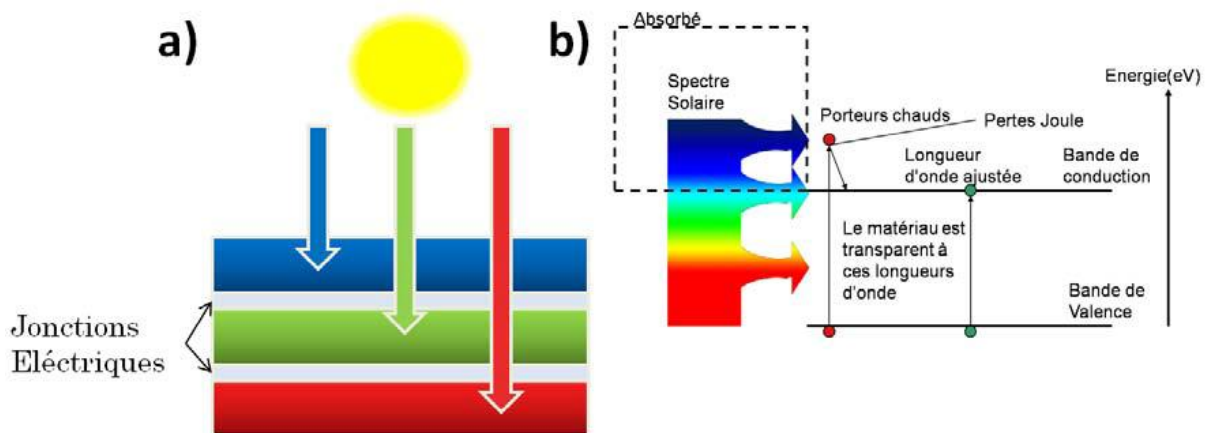 a)
Jonctions
Eléctriques
b)
Absorbé
Spectre
Solaire
Energie(eV)
Porteurs chauds
Pertes Joule
Longueur
d'onde ajustée
Bande de
conduction
Le matériau est
transparent à
ces longueurs
d'onde
Bande de
Valence